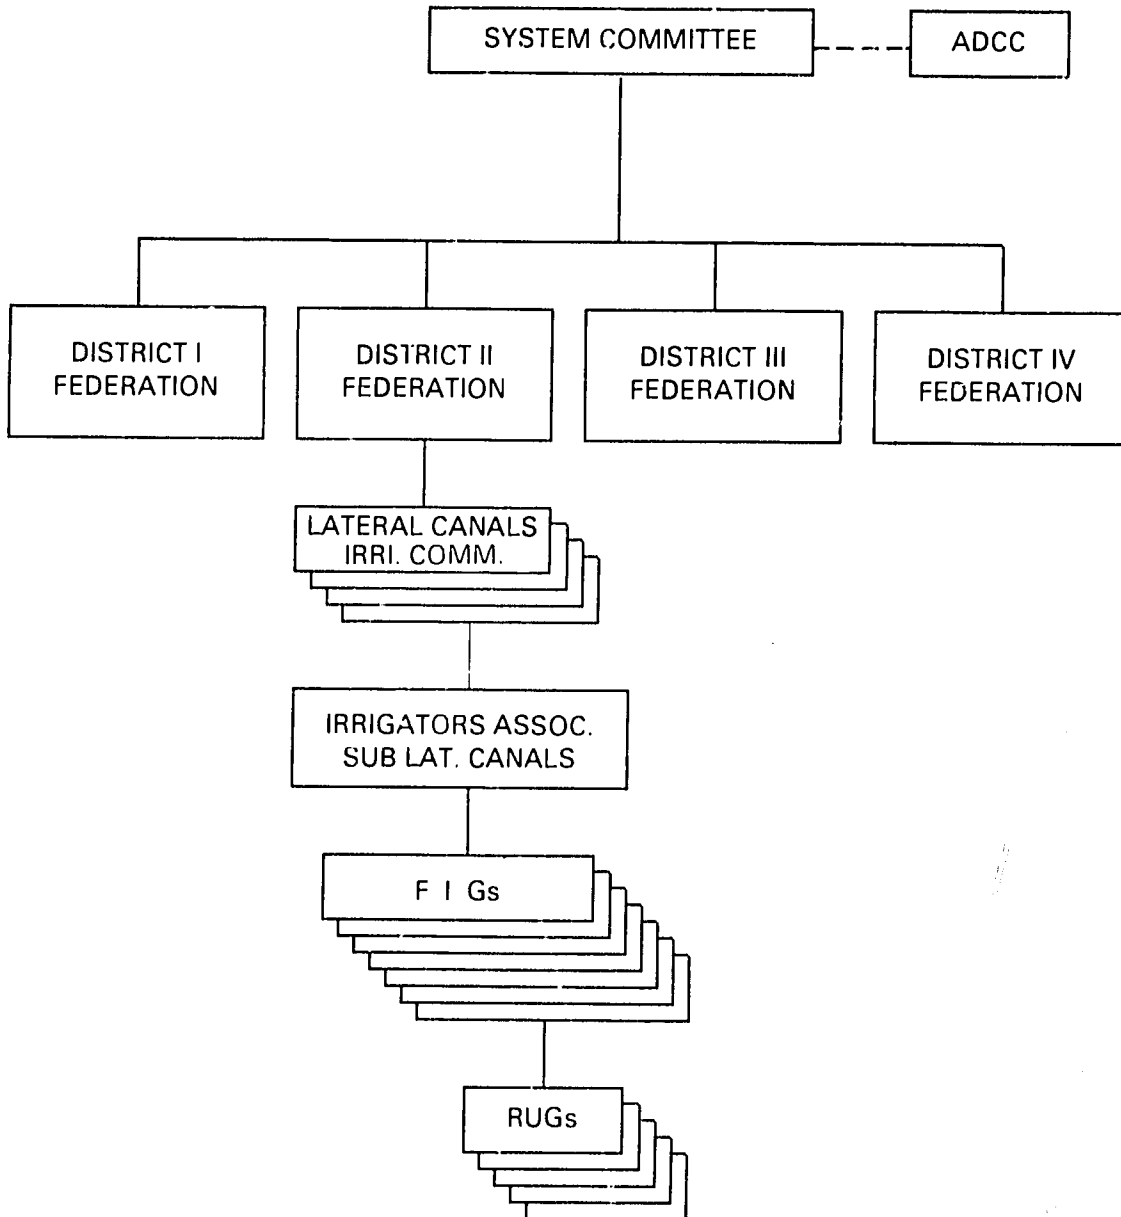 SYSTEM COMMITTEE
ADCC
DISTRICT I
FEDERATION
DISTRICT II
FEDERATION
DISTRICT III
FEDERATION
DISTRICT IV
FEDERATION
LATERAL CANALS
IRRI. COMM.
IRRIGATORS ASSOC.
SUB LAT. CANALS
F I Gs
RUGs